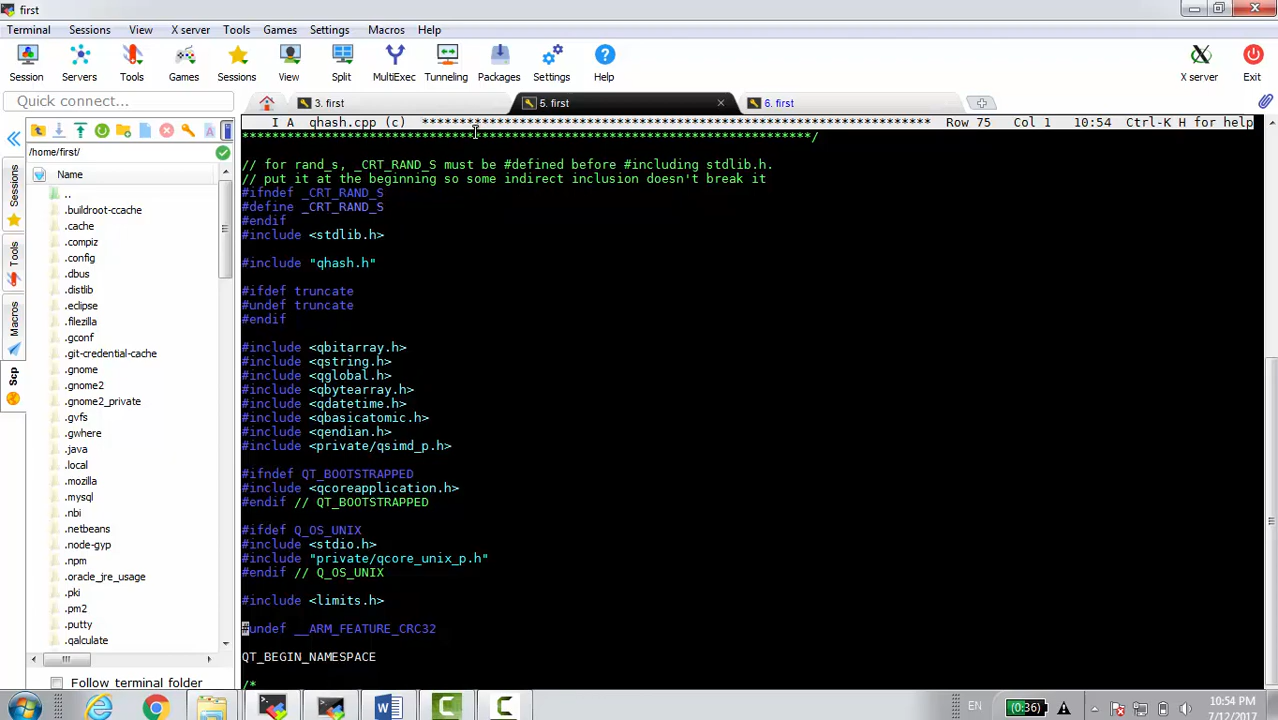 first
Terminal Sessions View X server Tools Games Settings Macros Help
Session Servers Tools Games Sessions View Split MultiExec Tunneling Packages Settings Help X server Exit
Quick connect...
3. first
5. first
6. first
/home/first/
Name
..
.buildroot-ccache
.cache
.compiz
.config
.dbus
.distlib
.eclipse
.filezilla
.gconf
.git-credential-cache
.gnome
.gnome2
.gnome2_private
.gvfs
.gwhere
.java
.local
.mozilla
.mysql
.nbi
.netbeans
.node-gyp
.npm
.oracle_jre_usage
.pki
.pm2
.putty
.qalculate
Follow terminal folder
Sessions
Tools
Macros
Scp
I A qhash.cpp (c) ******************************************************************** Row 75 Col 1 10:54 Ctrl-K H for help
****************************************************************************/
// for rand_s, _CRT_RAND_S must be #defined before #including stdlib.h.
// put it at the beginning so some indirect inclusion doesn't break it
#ifndef _CRT_RAND_S
#define _CRT_RAND_S
#endif
#include <stdlib.h>
#include "qhash.h"
#ifdef truncate
#undef truncate
#endif
#include <qbitarray.h>
#include <qstring.h>
#include <qglobal.h>
#include <qbytearray.h>
#include <qdatetime.h>
#include <qbasicatomic.h>
#include <qendian.h>
#include <private/qsimd_p.h>
#ifndef QT_BOOTSTRAPPED
#include <qcoreapplication.h>
#endif // QT_BOOTSTRAPPED
#ifdef Q_OS_UNIX
#include <stdio.h>
#include "private/qcore_unix_p.h"
#endif // Q_OS_UNIX
#include <limits.h>
#undef __ARM_FEATURE_CRC32
QT_BEGIN_NAMESPACE
/*
EN
(0:36)
10:54 PM
7/12/2017